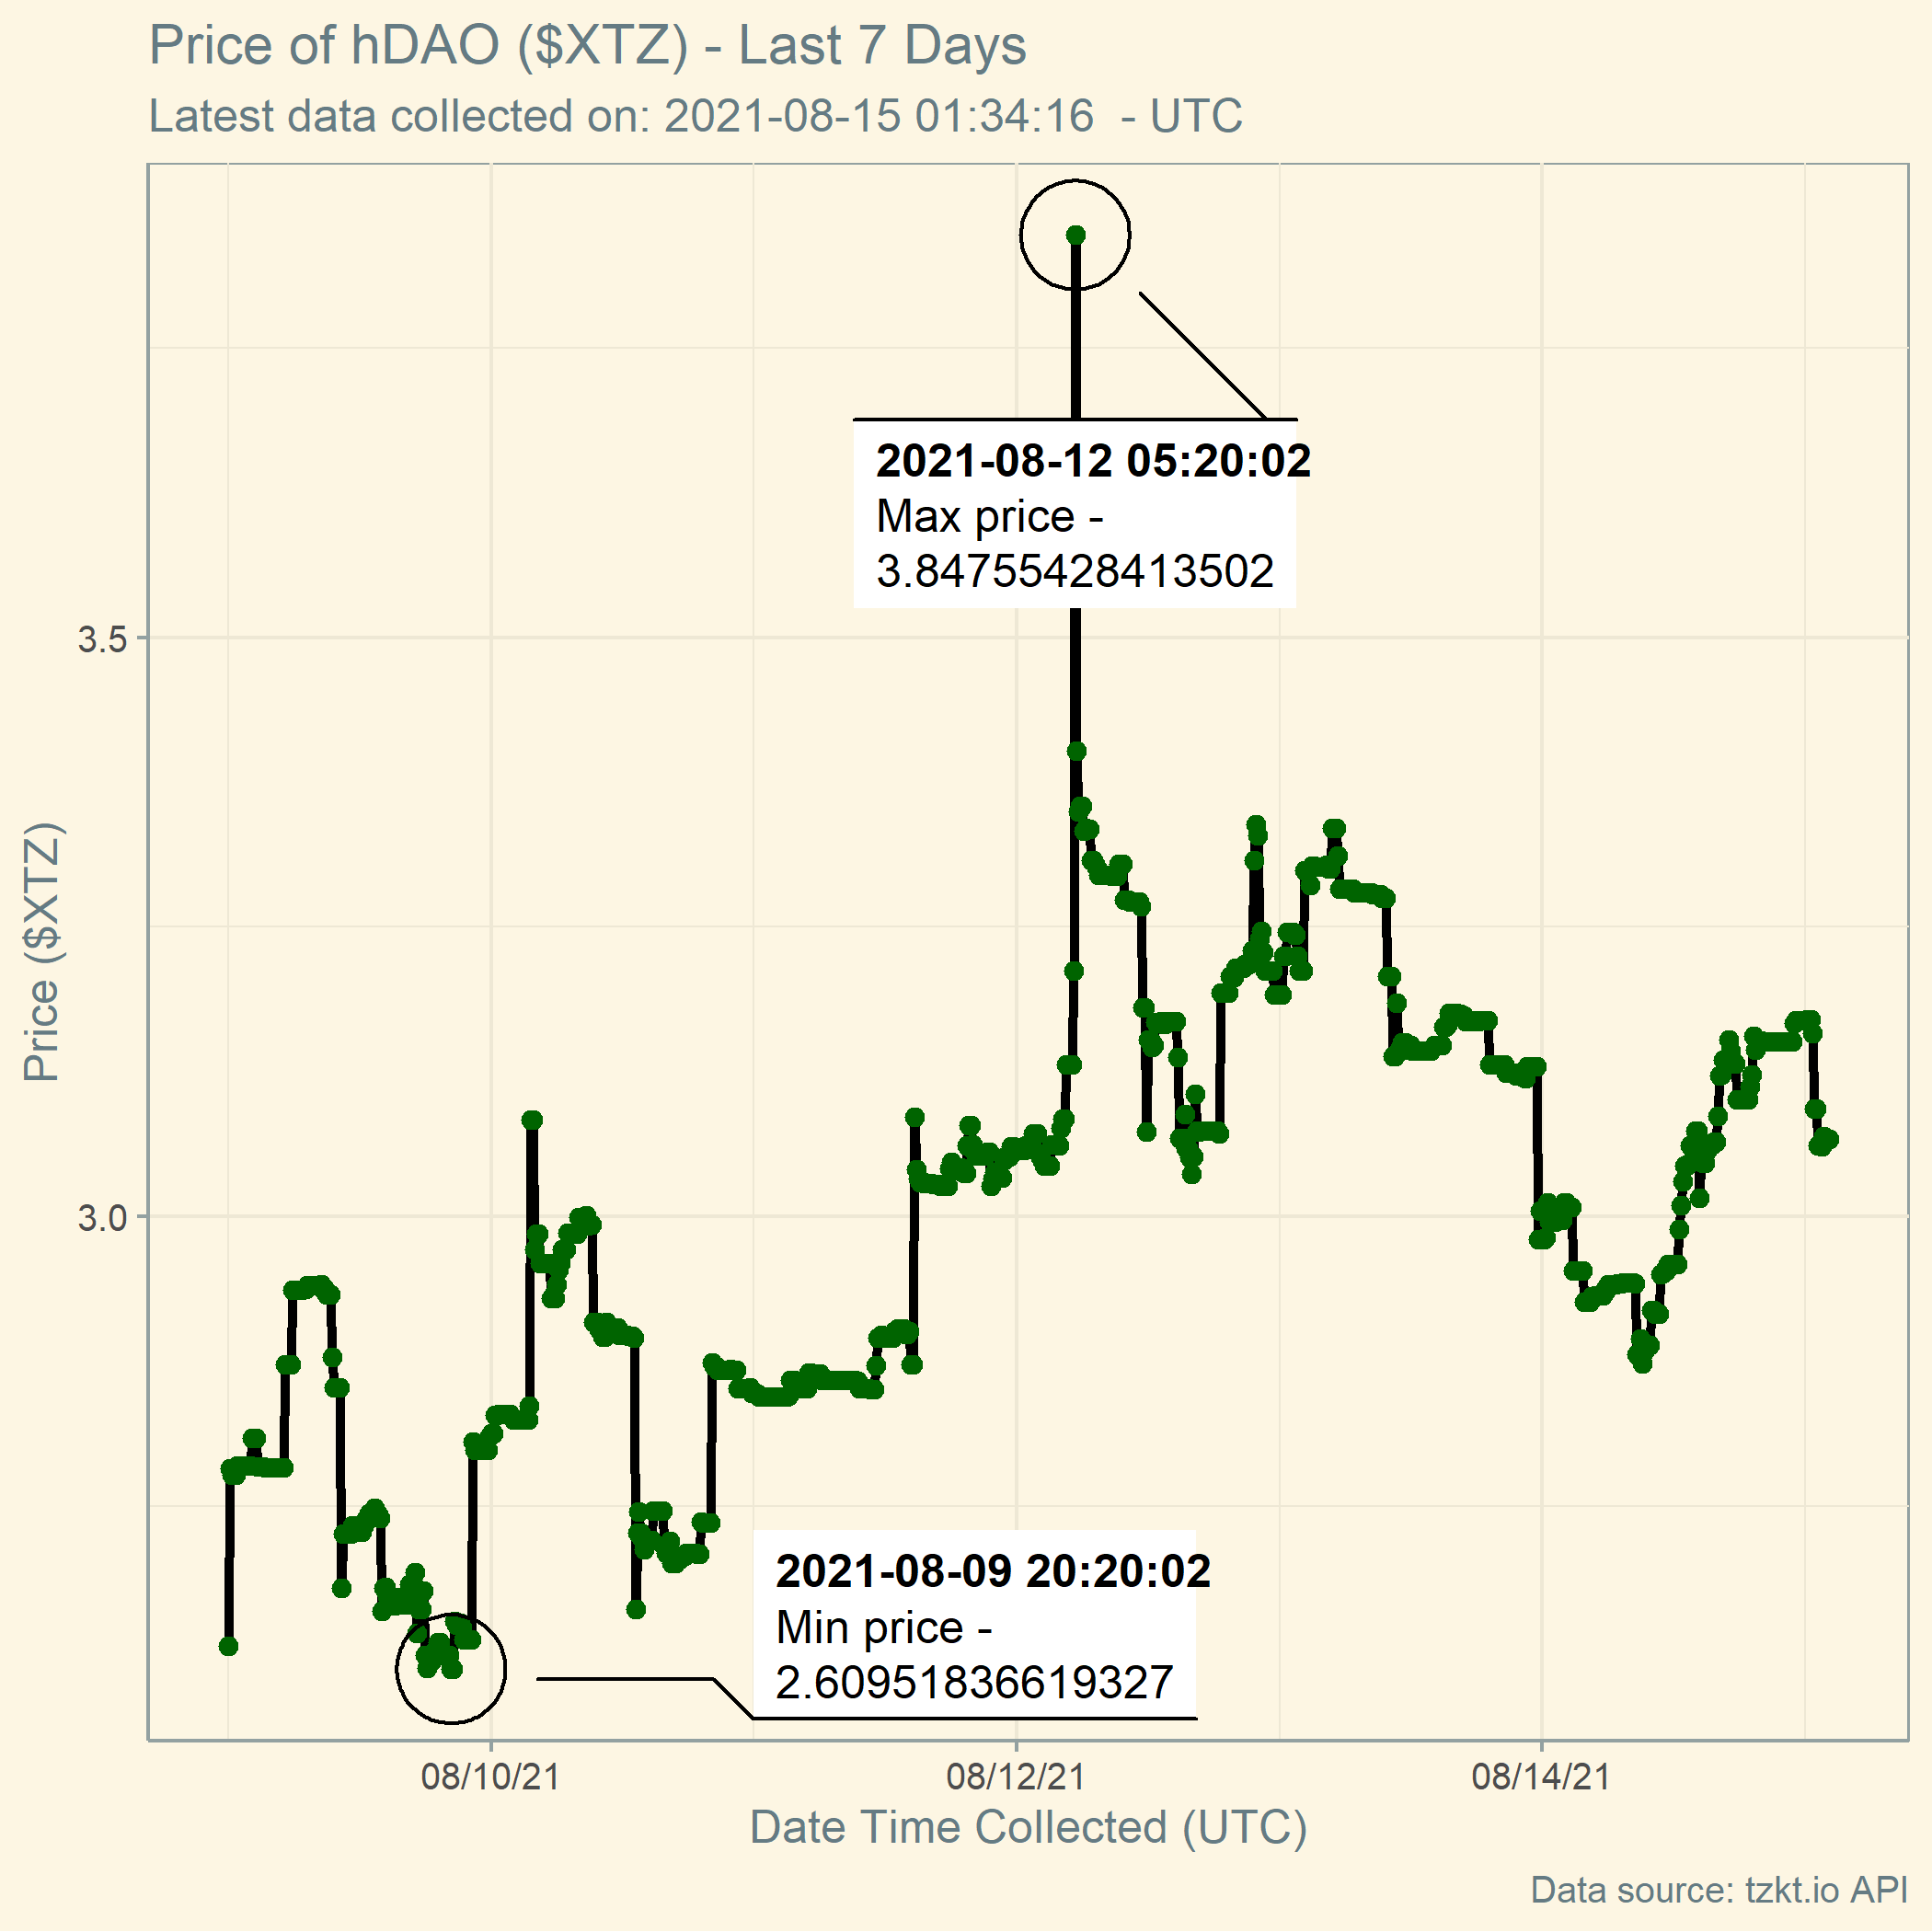 Price of hDAO ($XTZ) - Last 7 Days
Latest data collected on: 2021-08-15 01:34:16  - UTC
2021-08-12 05:20:02
Max price -
3.84755428413502
3.5
Price ($XTZ)
3.0
2021-08-09 20:20:02
Min price -
2.60951836619327
08/10/21
08/12/21
08/14/21
Date Time Collected (UTC)
Data source: tzkt.io API